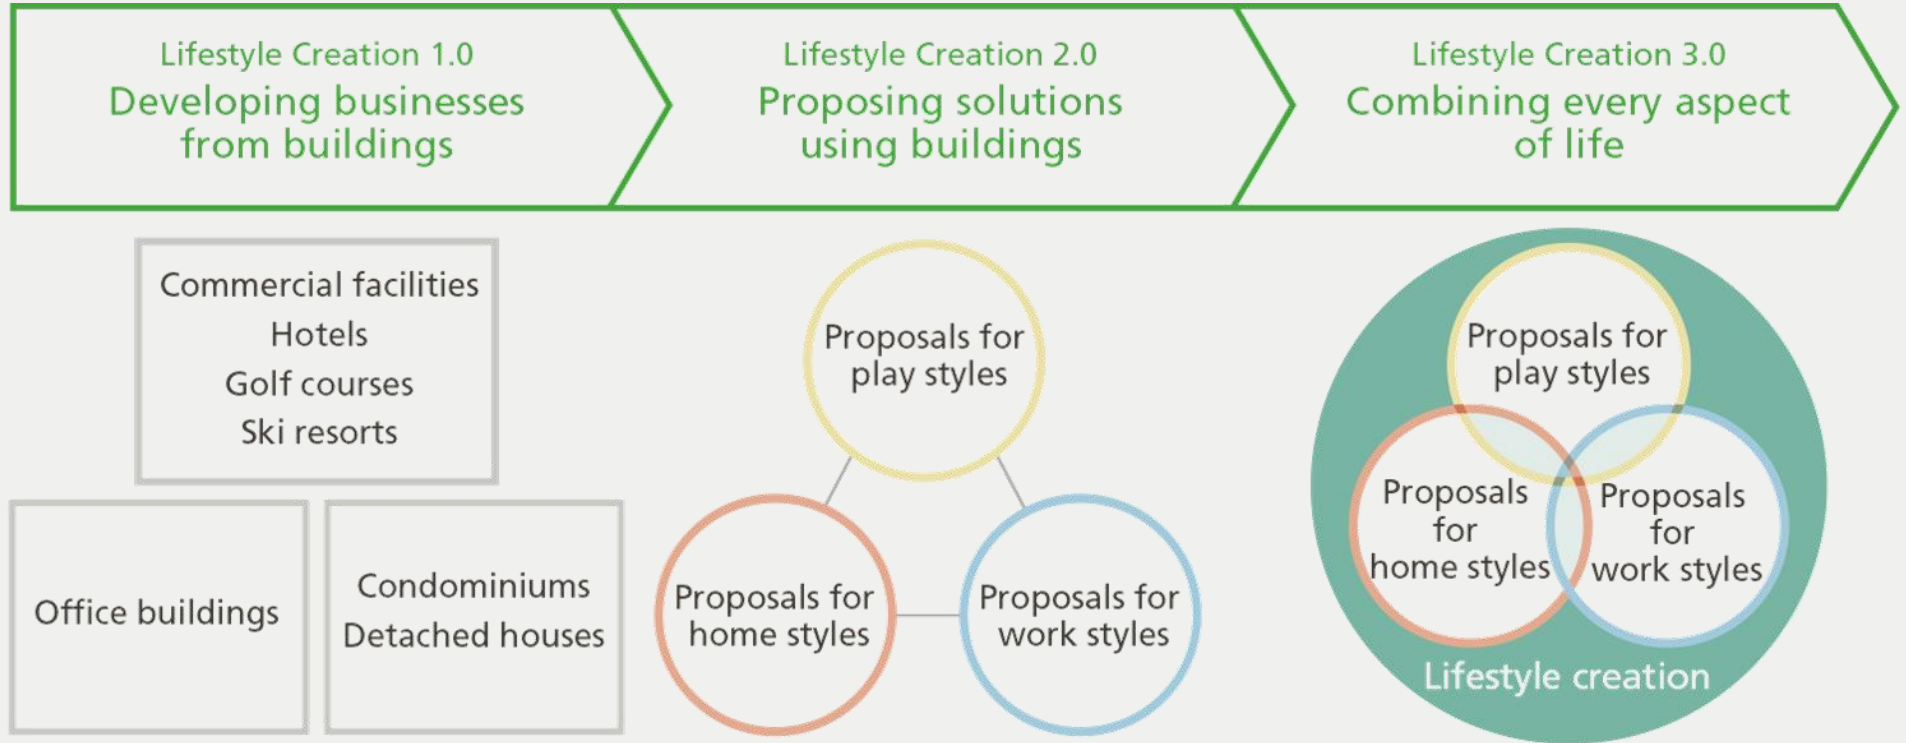 Lifestyle Creation 1.0
Developing businesses
from buildings
Lifestyle Creation 2.0
Proposing solutions
using buildings
Lifestyle Creation 3.0
Combining every aspect
of life
Commercial facilities
Hotels
Golf courses
Ski resorts
Office buildings
Condominiums
Detached houses
Proposals for
play styles
Proposals for
home styles
Proposals for
work styles
Proposals for
play styles
Proposals
for
home styles
Proposals
for
work styles
Lifestyle creation